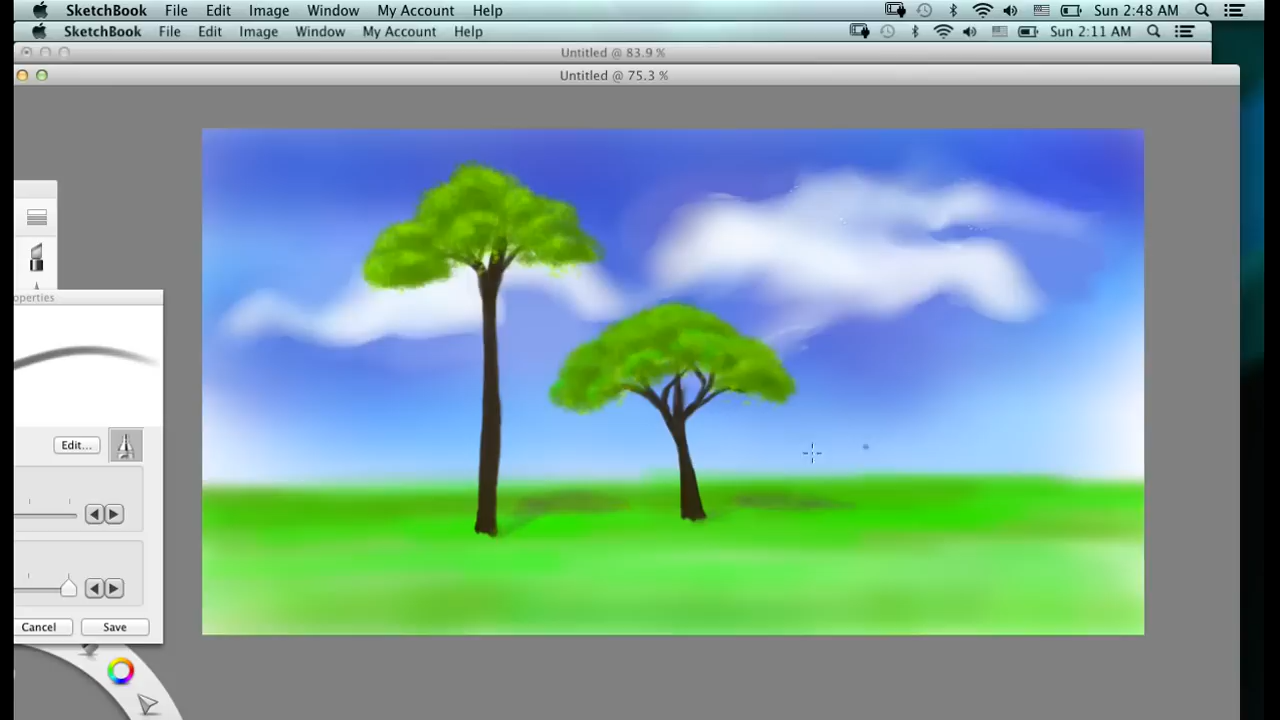 SketchBook File Edit Image Window My Account Help Sun 2:48 AM
SketchBook File Edit Image Window My Account Help Sun 2:11 AM
Untitled @ 83.9 %
Untitled @ 75.3 %
operties
Edit...
Cancel Save